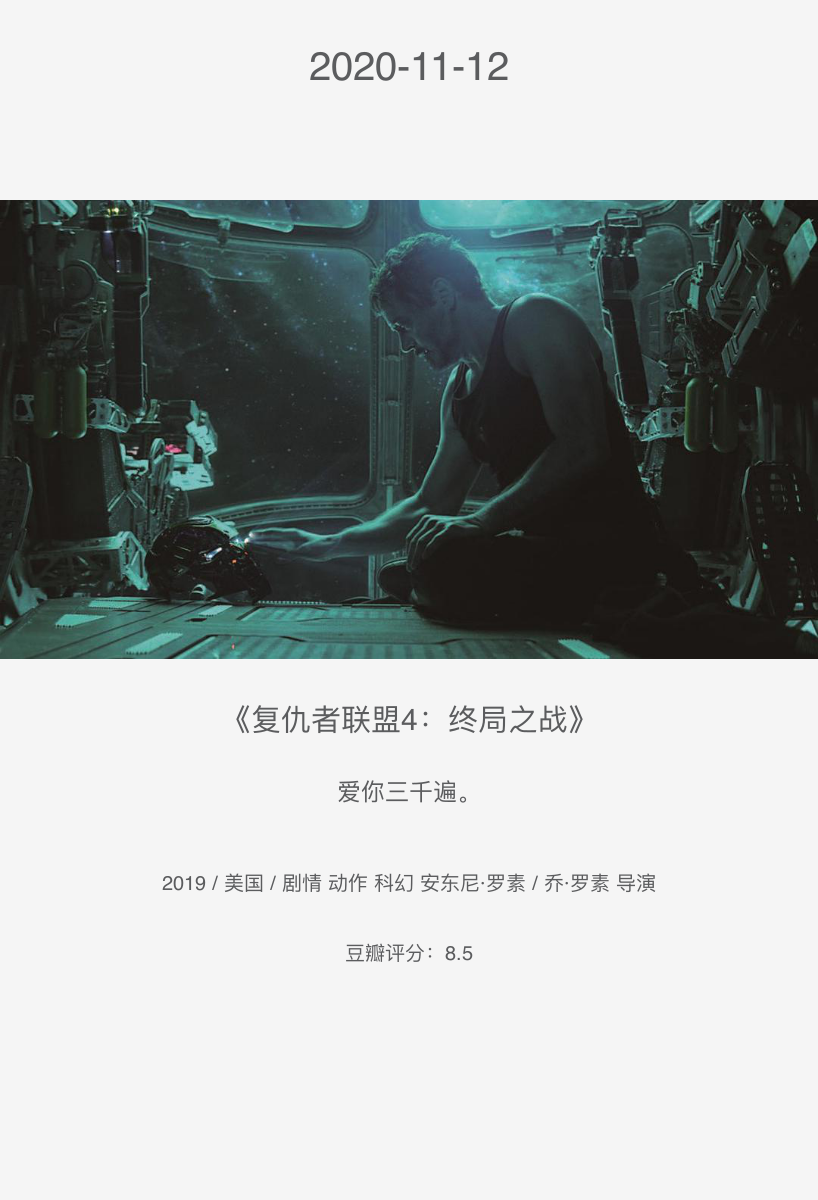 2020-11-12
《复仇者联盟4：终局之战》
爱你三千遍。
2019 / 美国 / 剧情 动作 科幻 安东尼·罗素 / 乔·罗素 导演
豆瓣评分：8.5